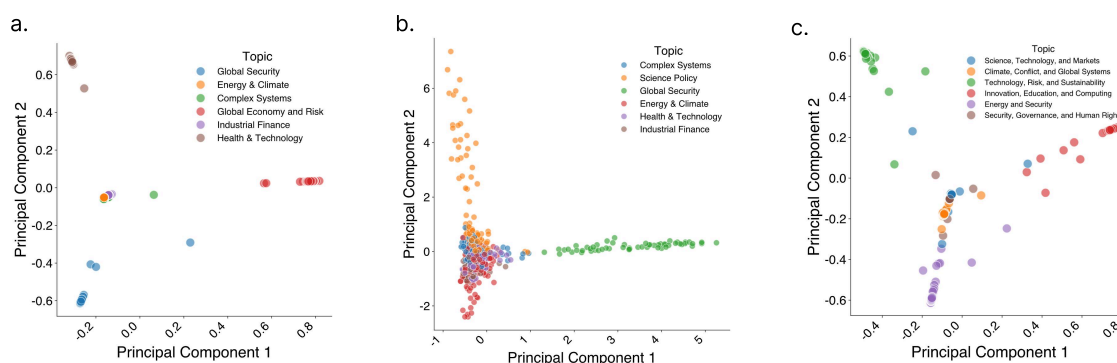 a.
Topic
Global Security
Energy & Climate
Complex Systems
Global Economy and Risk
Industrial Finance
Health & Technology
Principal Component 2
0.6
0.4
0.2
0.0
-0.2
-0.4
-0.6
-0.2
0.0
0.2
0.4
0.6
0.8
Principal Component 1
b.
Topic
Complex Systems
Science Policy
Global Security
Energy & Climate
Health & Technology
Industrial Finance
Principal Component 2
6
4
2
0
-2
-1
0
1
2
3
4
5
Principal Component 1
c.
Topic
Science, Technology, and Markets
Climate, Conflict, and Global Systems
Technology, Risk, and Sustainability
Innovation, Education, and Computing
Energy and Security
Security, Governance, and Human Righ
Principal Component 2
0.6
0.4
0.2
0.0
-0.2
-0.4
-0.6
-0.4
-0.2
0.0
0.2
0.4
0.6
0.8
Principal Component 1